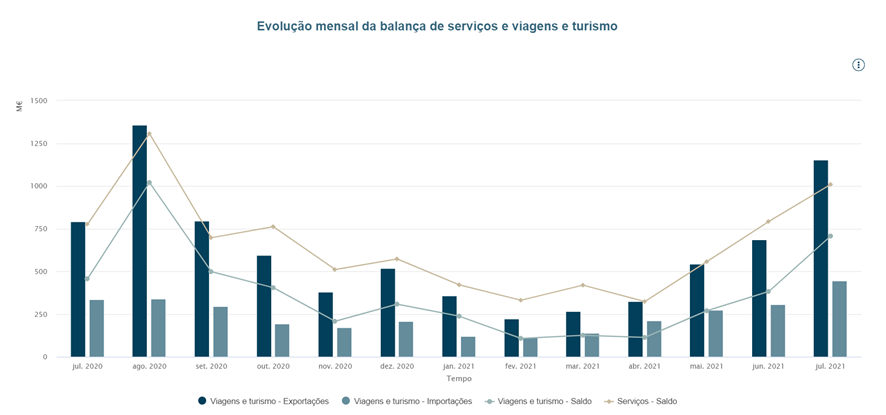 Evolução mensal da balança de serviços e viagens e turismo
M€
1500
1250
1000
750
500
250
0
jul. 2020 ago. 2020 set. 2020 out. 2020 nov. 2020 dez. 2020 jan. 2021 fev. 2021 mar. 2021 abr. 2021 mai. 2021 jun. 2021 jul. 2021
Tempo
Viagens e turismo - Exportações Viagens e turismo - Importações Viagens e turismo - Saldo Serviços - Saldo